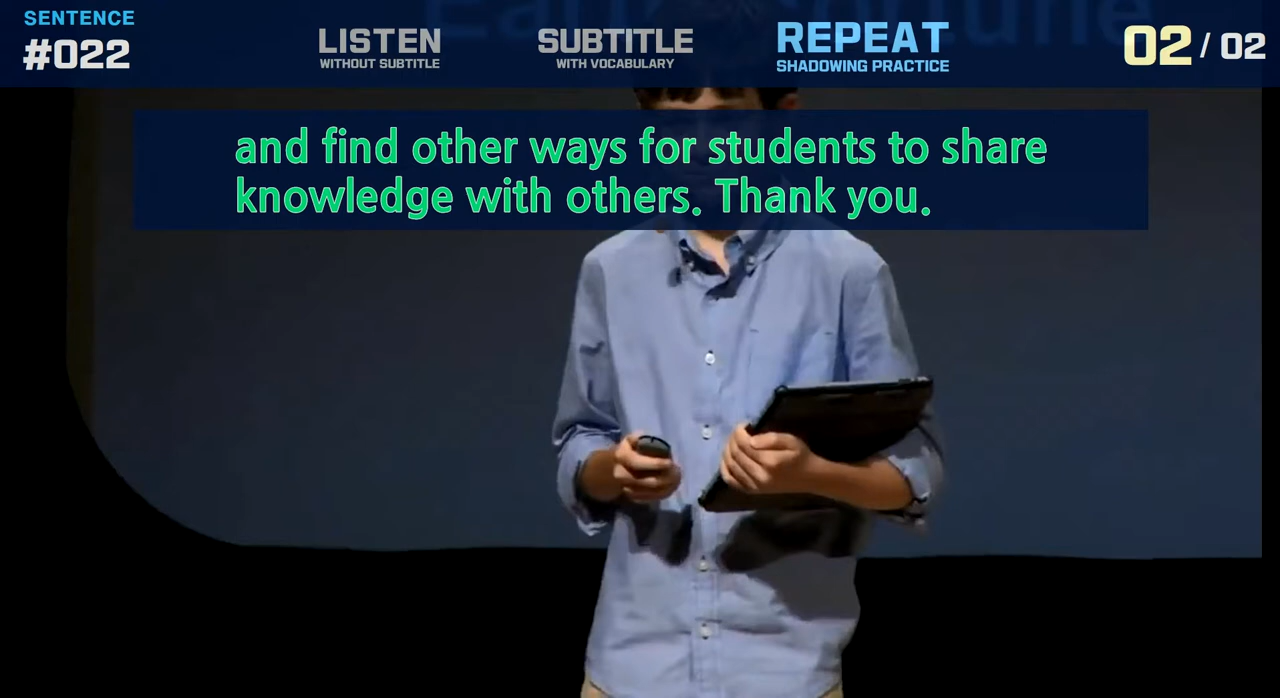 SENTENCE
#022
LISTEN
WITHOUT SUBTITLE
SUBTITLE
WITH VOCABULARY
REPEAT
SHADOWING PRACTICE
02 / 02
and find other ways for students to share
knowledge with others. Thank you.